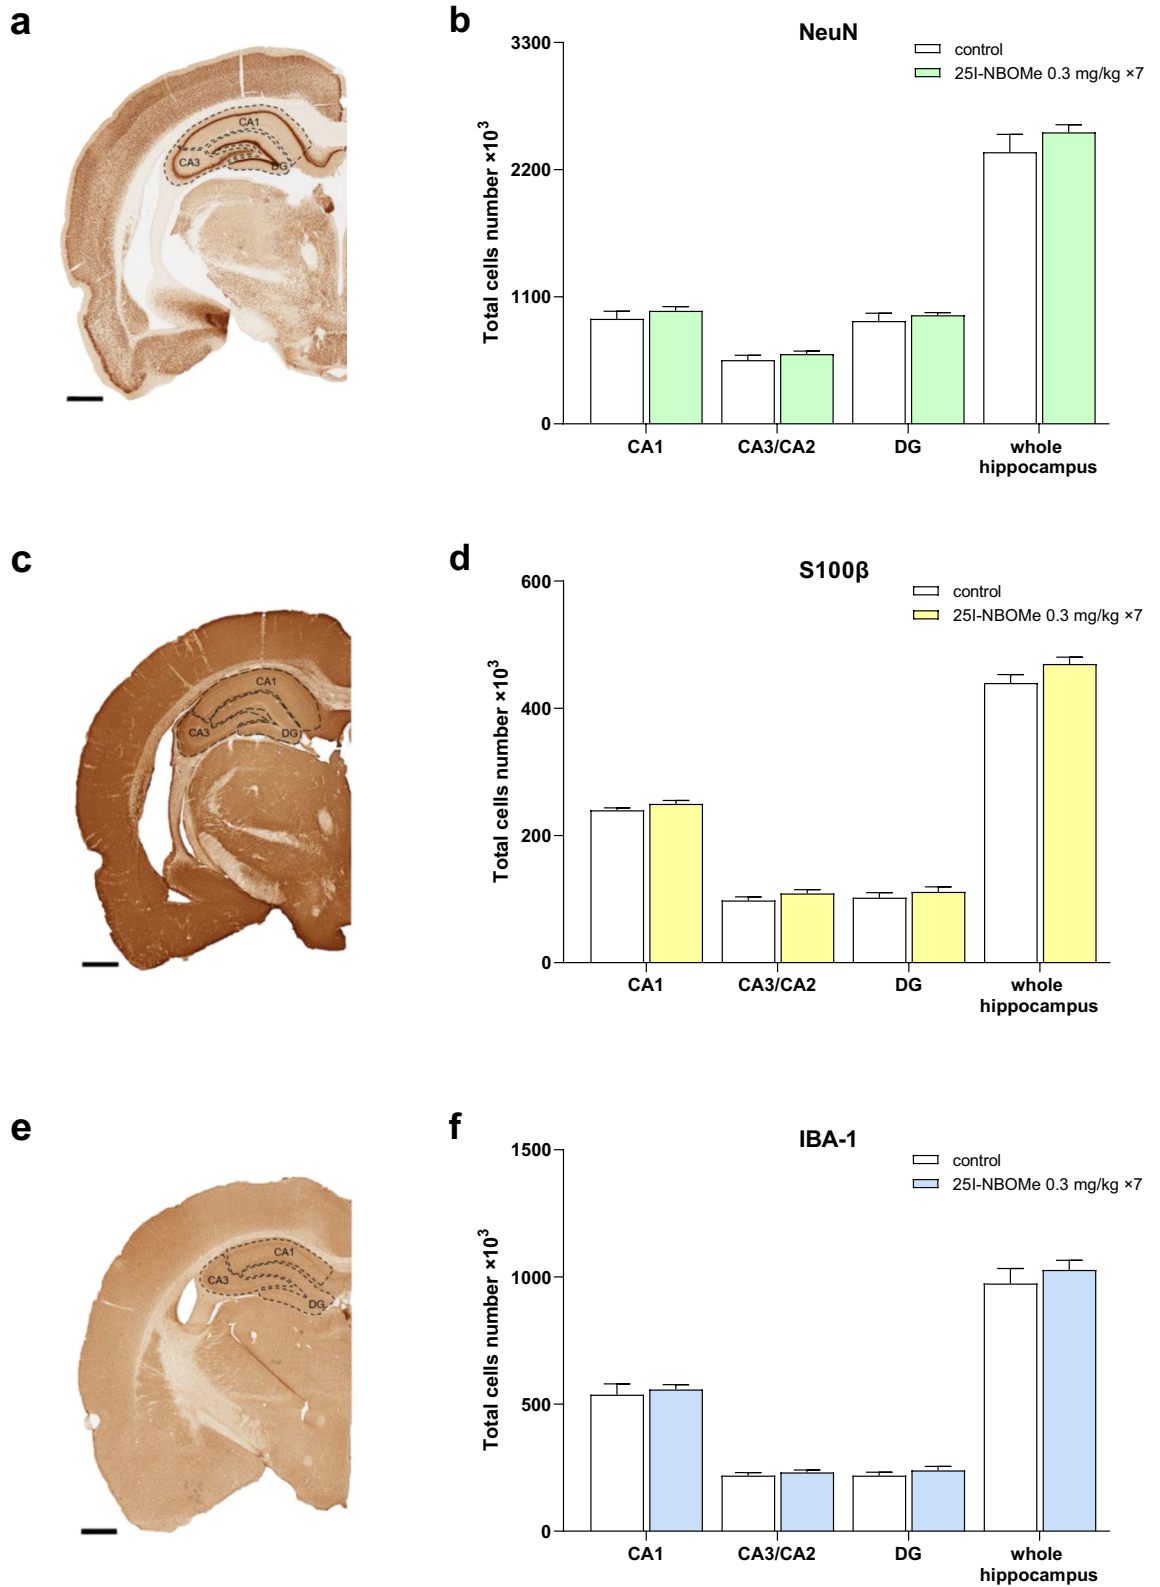 a
CA1
CA3
DG
b
NeuN
control
25I-NBOMe 0.3 mg/kg ×7
Total cells number ×10³
3300
2200
1100
0
CA1
CA3/CA2
DG
whole
hippocampus
c
CA1
CA3
DG
d
S100β
control
25I-NBOMe 0.3 mg/kg ×7
Total cells number ×10³
600
400
200
0
CA1
CA3/CA2
DG
whole
hippocampus
e
CA1
CA3
DG
f
IBA-1
control
25I-NBOMe 0.3 mg/kg ×7
Total cells number ×10³
1500
1000
500
0
CA1
CA3/CA2
DG
whole
hippocampus